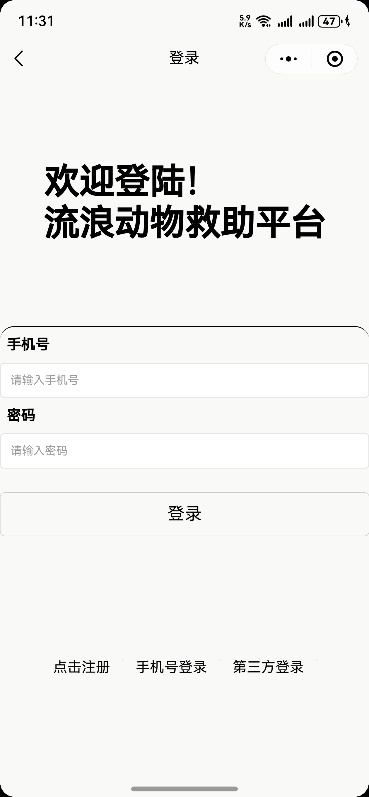 11:31
5.9
K/s
47
登录
欢迎登陆!
流浪动物救助平台
手机号
请输入手机号
密码
请输入密码
登录
点击注册 手机号登录 第三方登录